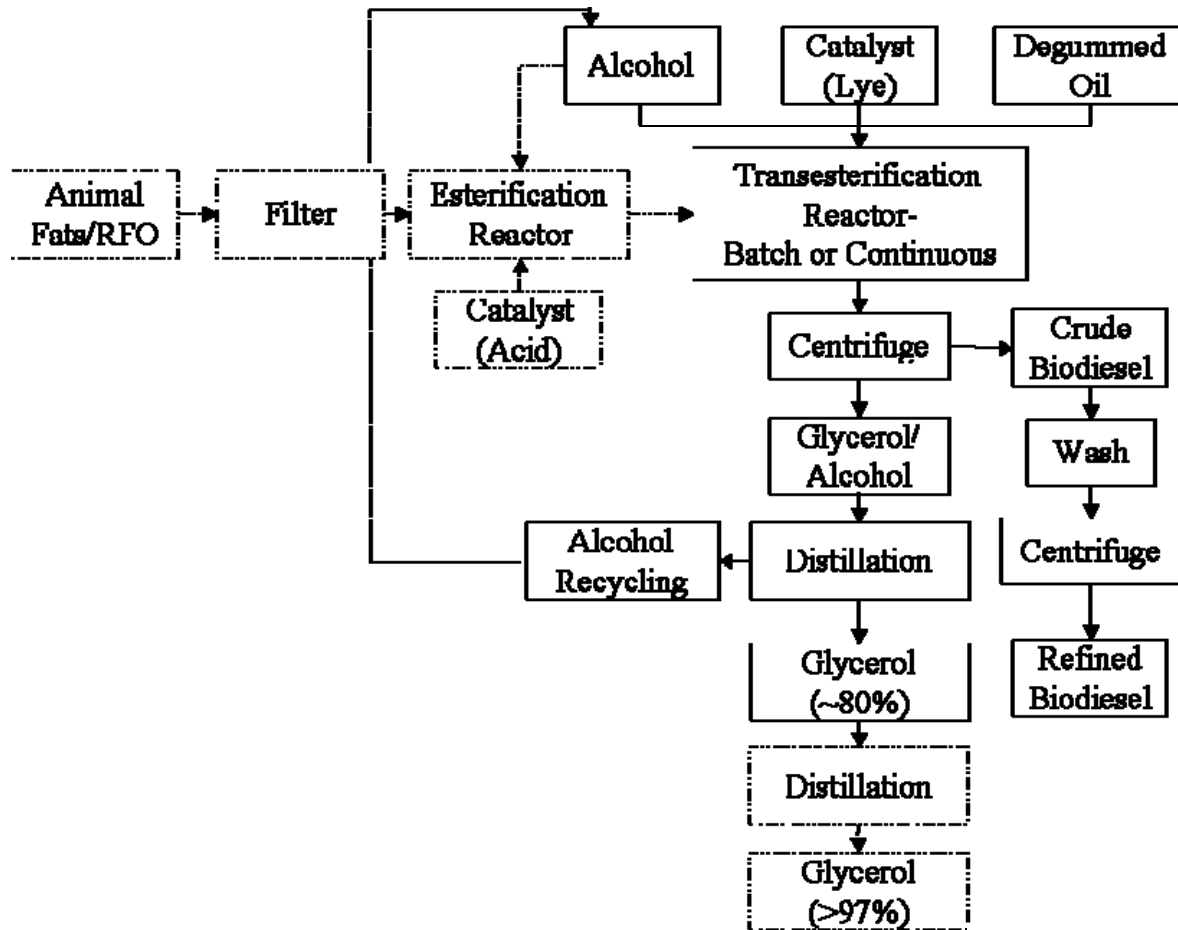 Alcohol
Catalyst
(Lye)
Degummed
Oil
Animal
Fats/RFO
Filter
Esterification
Reactor
Transesterification
Reactor-
Batch or Continuous
Catalyst
(Acid)
Centrifuge
Crude
Biodiesel
Glycerol/
Alcohol
Wash
Alcohol
Recycling
Distillation
Centrifuge
Glycerol
(~80%)
Refined
Biodiesel
Distillation
Glycerol
(>97%)